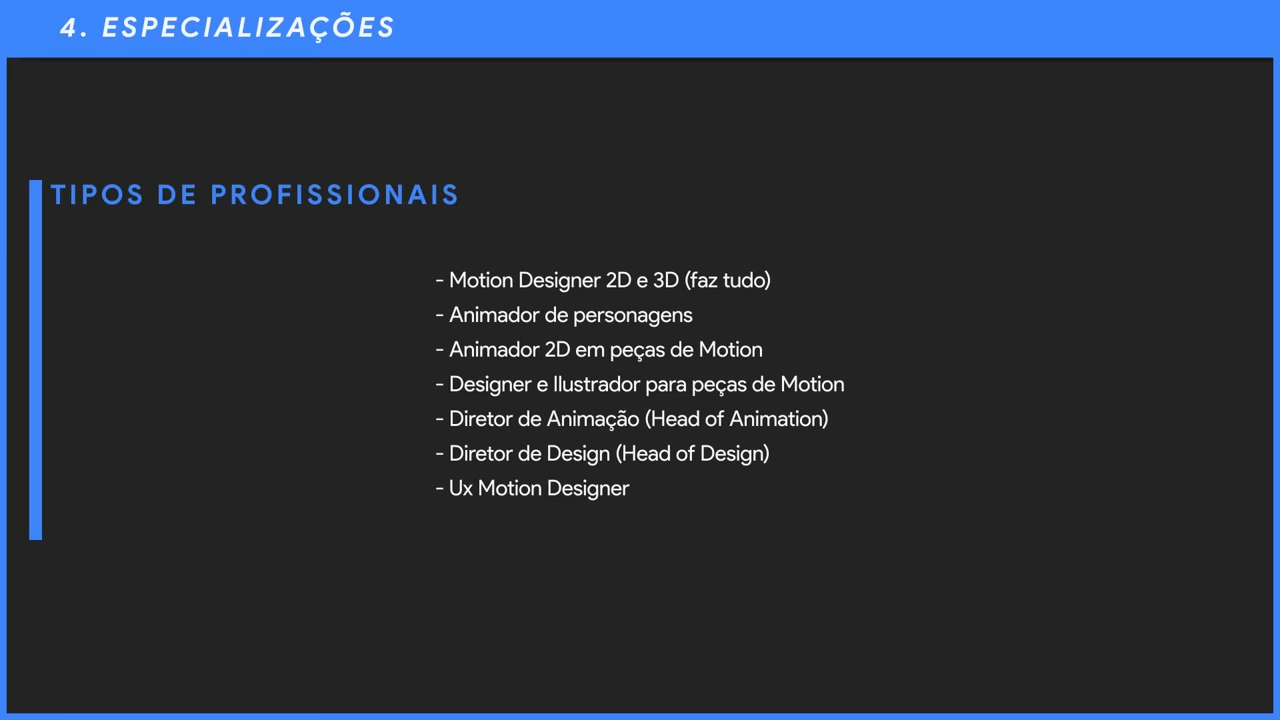 4. ESPECIALIZAÇÕES
TIPOS DE PROFISSIONAIS
- Motion Designer 2D e 3D (faz tudo)
- Animador de personagens
- Animador 2D em peças de Motion
- Designer e Ilustrador para peças de Motion
- Diretor de Animação (Head of Animation)
- Diretor de Design (Head of Design)
- Ux Motion Designer